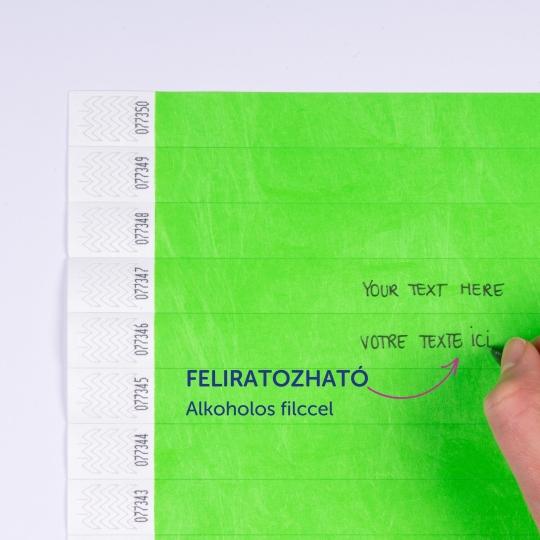 077350
077349
077348
077347
YOUR TEXT HERE
077346
VOTRE TEXTE ICI
077345
FELIRATOZHATÓ
Alkoholos filccel
077344
077343